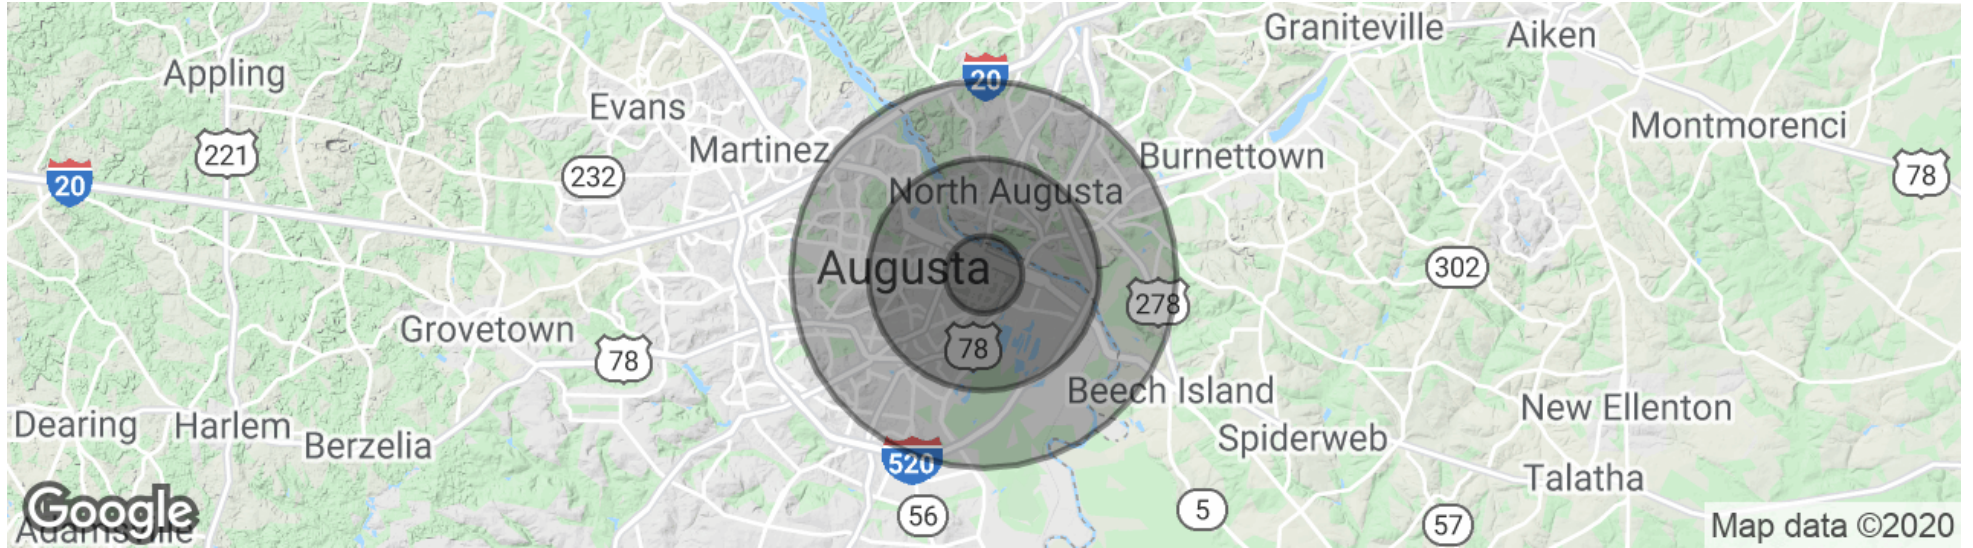 Graniteville
Aiken
Appling
20
Evans
Montmorenci
221
Martinez
Burnettown
232
20
78
North Augusta
Augusta
302
278
Grovetown
78
78
Beech Island
New Ellenton
Dearing
Harlem
Berzelia
Spiderweb
520
Talatha
Google
56
5
57
Adamsville
Map data ©2020